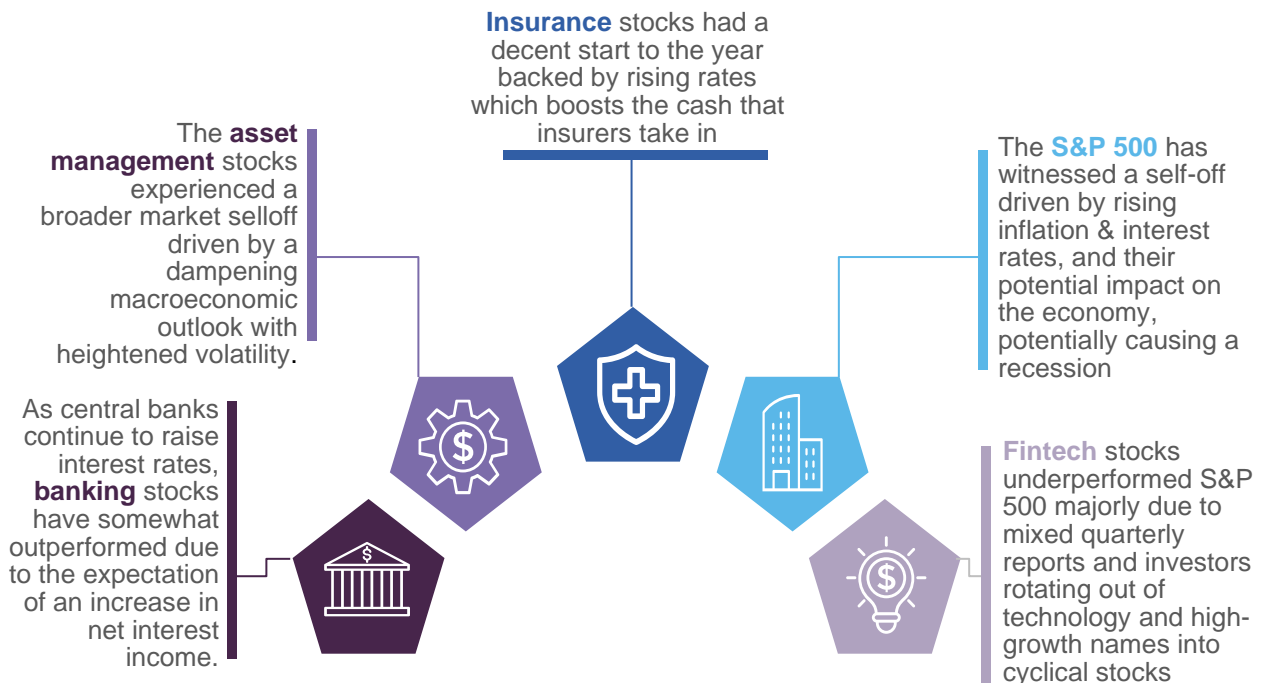 Insurance stocks had a
decent start to the year
backed by rising rates
which boosts the cash that
insurers take in
The asset
management stocks
experienced a
broader market selloff
driven by a
dampening
macroeconomic
outlook with
heightened volatility.
As central banks
continue to raise
interest rates,
banking stocks
have somewhat
outperformed due
to the expectation
of an increase in
net interest
income.
The S&P 500 has
witnessed a self-off
driven by rising
inflation & interest
rates, and their
potential impact on
the economy,
potentially causing a
recession
Fintech stocks
underperformed S&P
500 majorly due to
mixed quarterly
reports and investors
rotating out of
technology and high-
growth names into
cyclical stocks
$
$
$